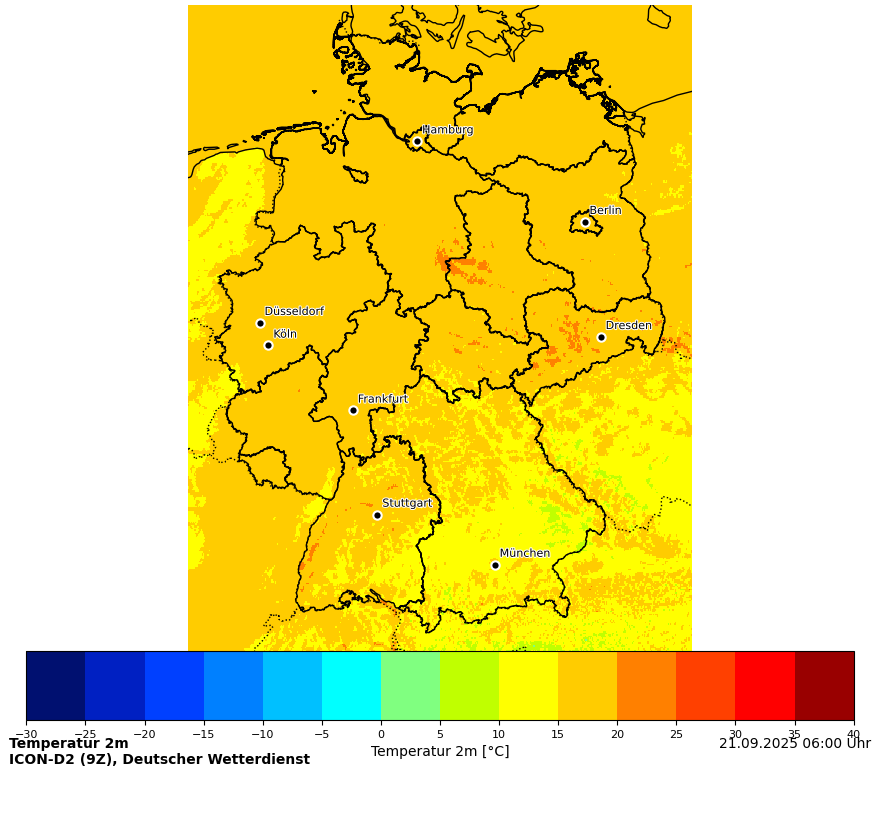 Hamburg
Berlin
Düsseldorf
Köln
Dresden
Frankfurt
Stuttgart
München
−30 −25 −20 −15 −10 −5 0 5 10 15 20 25 30 35 40
Temperatur 2m
21.09.2025 06:00 Uhr
Temperatur 2m [°C]
ICON-D2 (9Z), Deutscher Wetterdienst